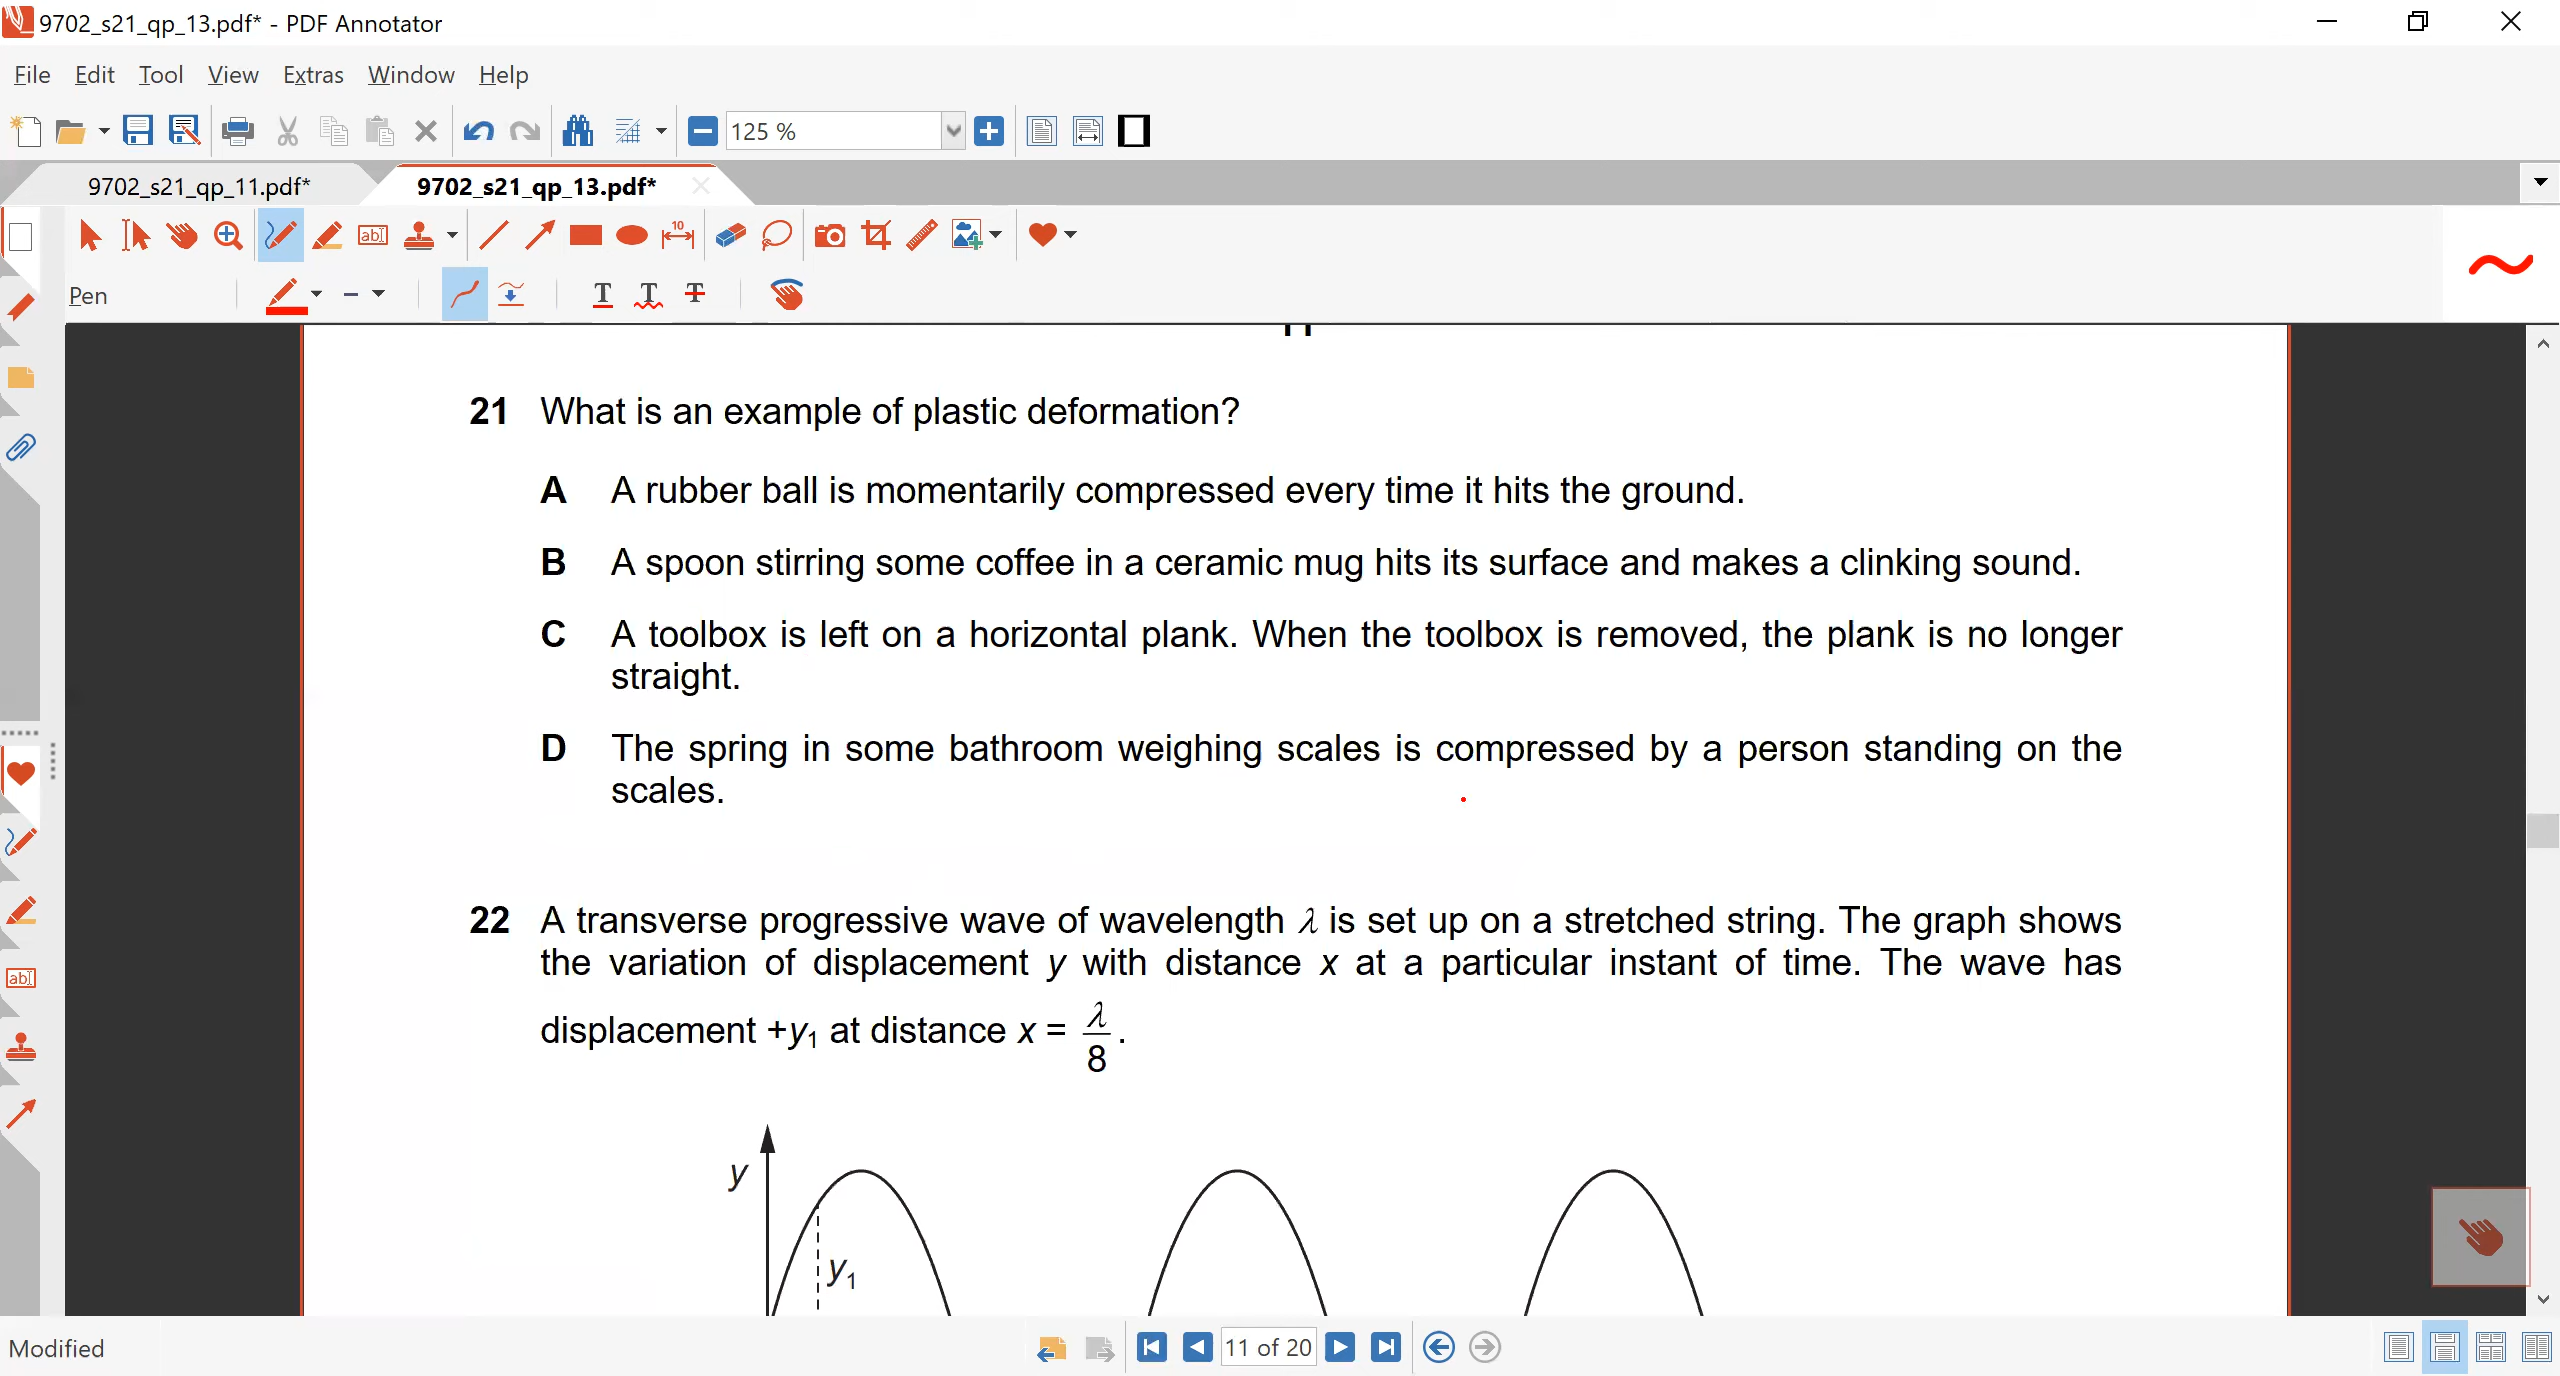 9702_s21_qp_13.pdf* - PDF Annotator
File Edit Tool View Extras Window Help
125 %
9702_s21_qp_11.pdf* 9702_s21_qp_13.pdf*
ab 10
Pen T T T
21 What is an example of plastic deformation?
A A rubber ball is momentarily compressed every time it hits the ground.
B A spoon stirring some coffee in a ceramic mug hits its surface and makes a clinking sound.
C A toolbox is left on a horizontal plank. When the toolbox is removed, the plank is no longer
straight.
D The spring in some bathroom weighing scales is compressed by a person standing on the
scales.
22 A transverse progressive wave of wavelength λ is set up on a stretched string. The graph shows
the variation of displacement y with distance x at a particular instant of time. The wave has
displacement +y₁ at distance x = λ/8.
ab
y
y₁
Modified 11 of 20